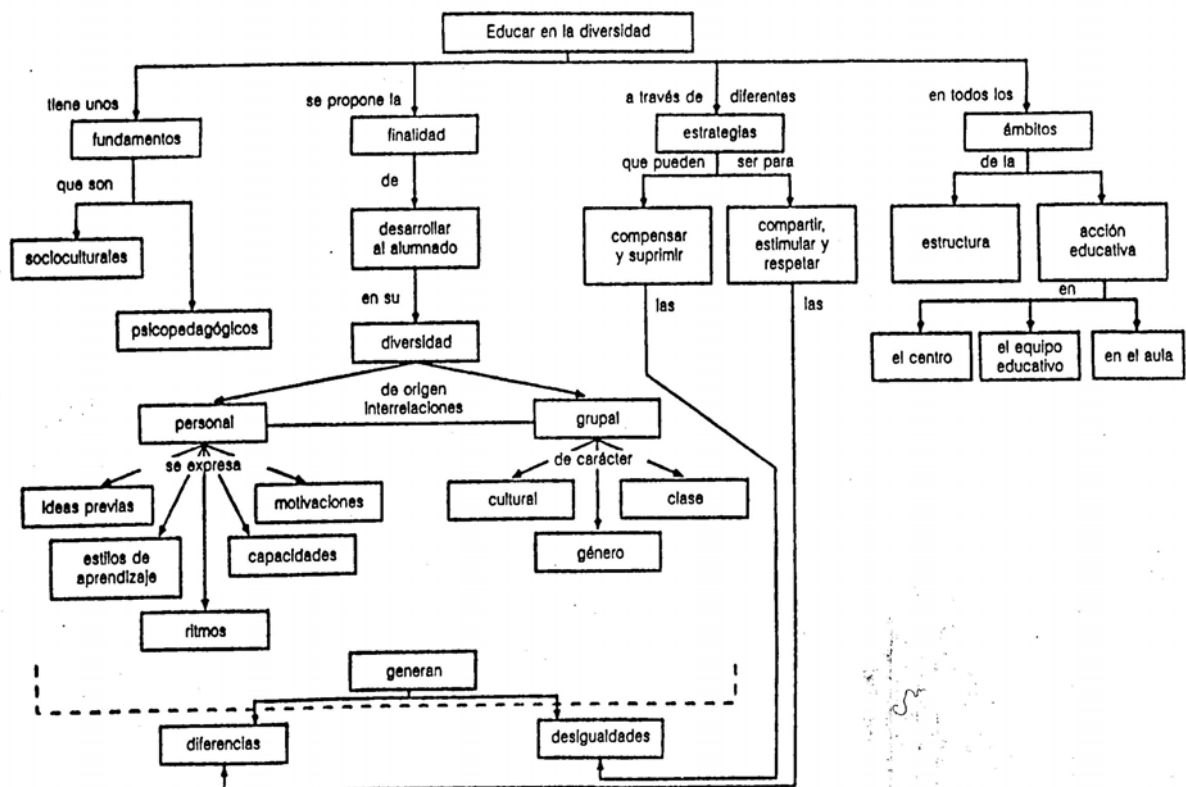 Educar en la diversidad
tiene unos
se propone la
a través de diferentes
en todos los
fundamentos
finalidad
estrategias
ámbitos
que son
de
que pueden ser para
de la
socioculturales
desarrollar
al alumnado
compensar
y suprimir
compartir,
estimular y
respetar
estructura
acción
educativa
psicopedagógicos
en su
las
las
en
diversidad
el centro
el equipo
educativo
en el aula
de origen
Interrelaciones
personal
grupal
se expresa
de carácter
Ideas previas
motivaciones
cultural
clase
estilos de
aprendizaje
capacidades
género
ritmos
generan
diferencias
desigualdades